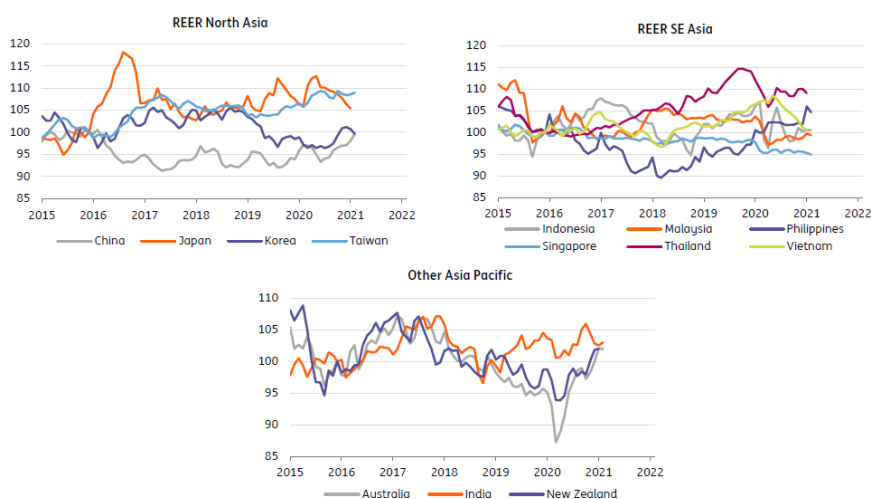 REER North Asia
120
115
110
105
100
95
90
85
2015 2016 2017 2018 2019 2020 2021 2022
China Japan Korea Taiwan
REER SE Asia
120
115
110
105
100
95
90
85
2015 2016 2017 2018 2019 2020 2021 2022
Indonesia Malaysia Philippines
Singapore Thailand Vietnam
Other Asia Pacific
110
105
100
95
90
85
2015 2016 2017 2018 2019 2020 2021 2022
Australia India New Zealand